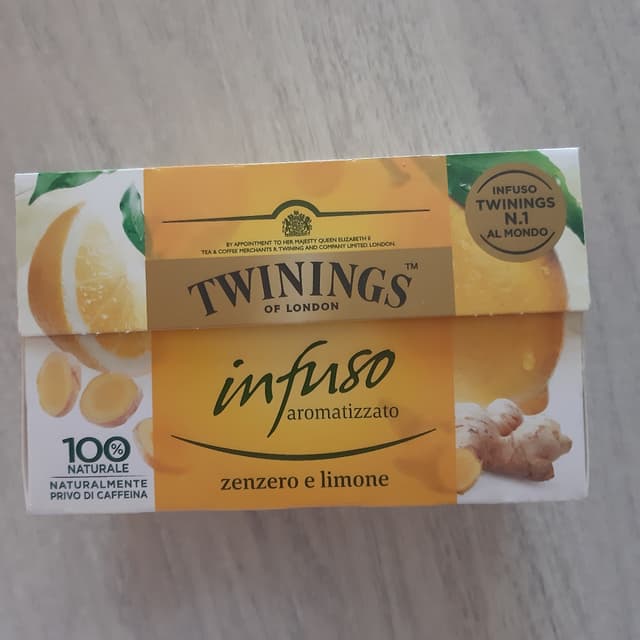 INFUSO
TWININGS
N.1
AL MONDO
BY APPOINTMENT TO HER MAJESTY QUEEN ELIZABETH II
TEA & COFFEE MERCHANTS R. TWINING AND COMPANY LIMITED, LONDON.
TWININGS™
OF LONDON
infuso
aromatizzato
100%
NATURALE
NATURALMENTE
PRIVO DI CAFFEINA
zenzero e limone